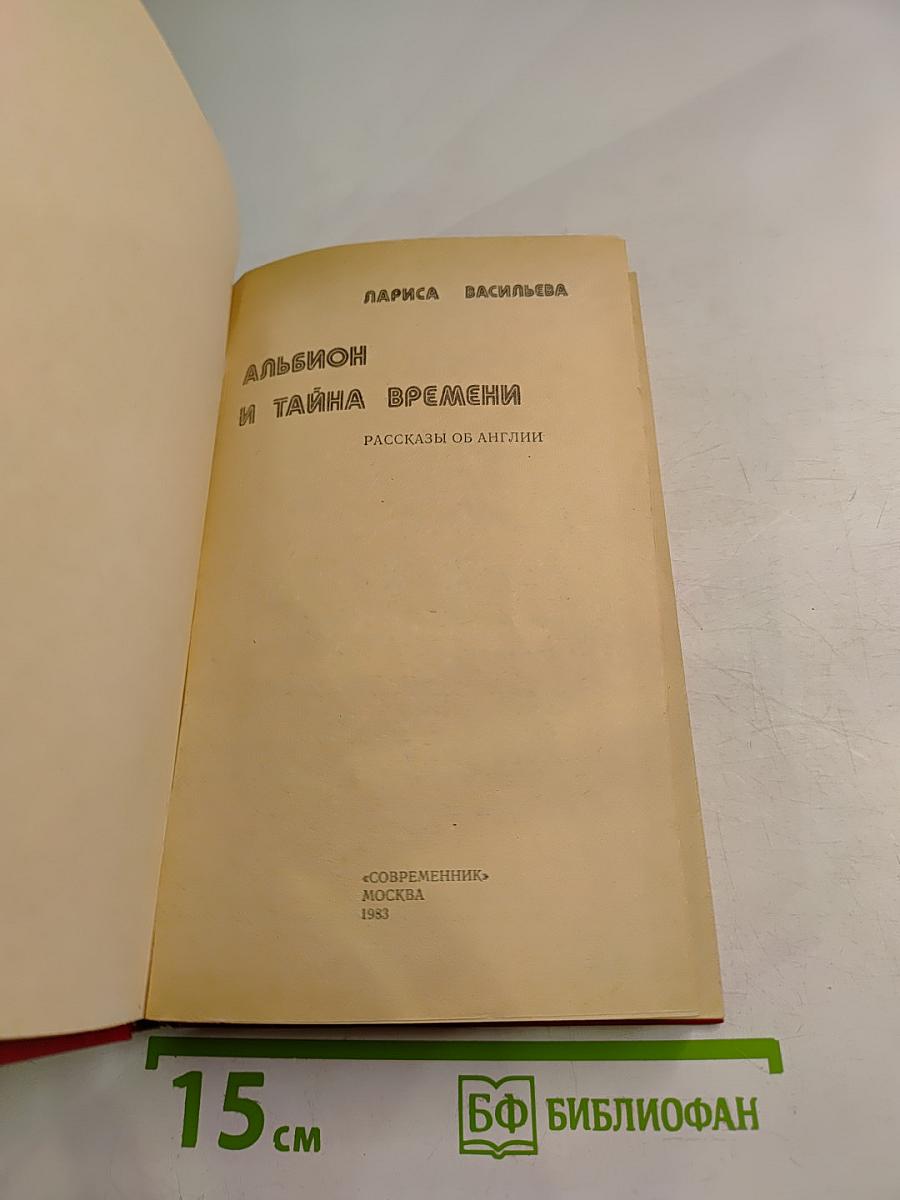 ЛАРИСА ВАСИЛЬЕВА
АЛЬБИОН
И ТАЙНА ВРЕМЕНИ
РАССКАЗЫ ОБ АНГЛИИ
«СОВРЕМЕННИК»
МОСКВА
1983
15 см
БФ БИБЛИОФАН